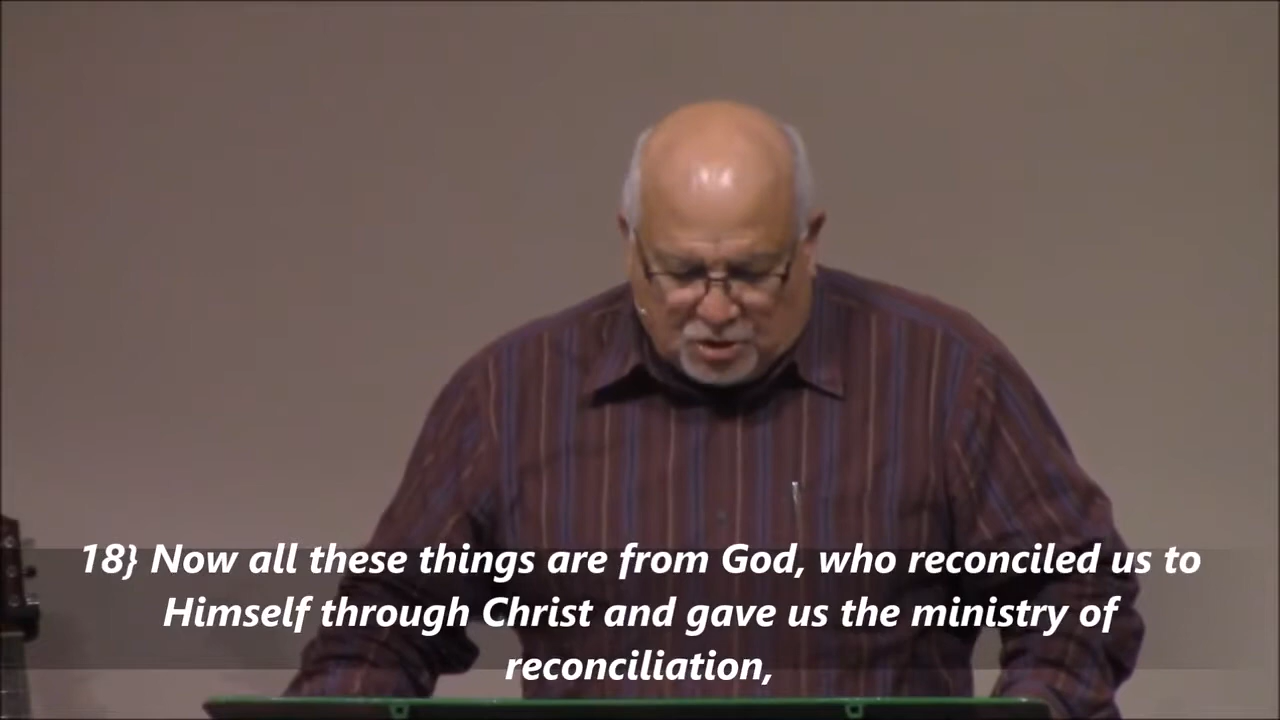 18} Now all these things are from God, who reconciled us to
Himself through Christ and gave us the ministry of
reconciliation,